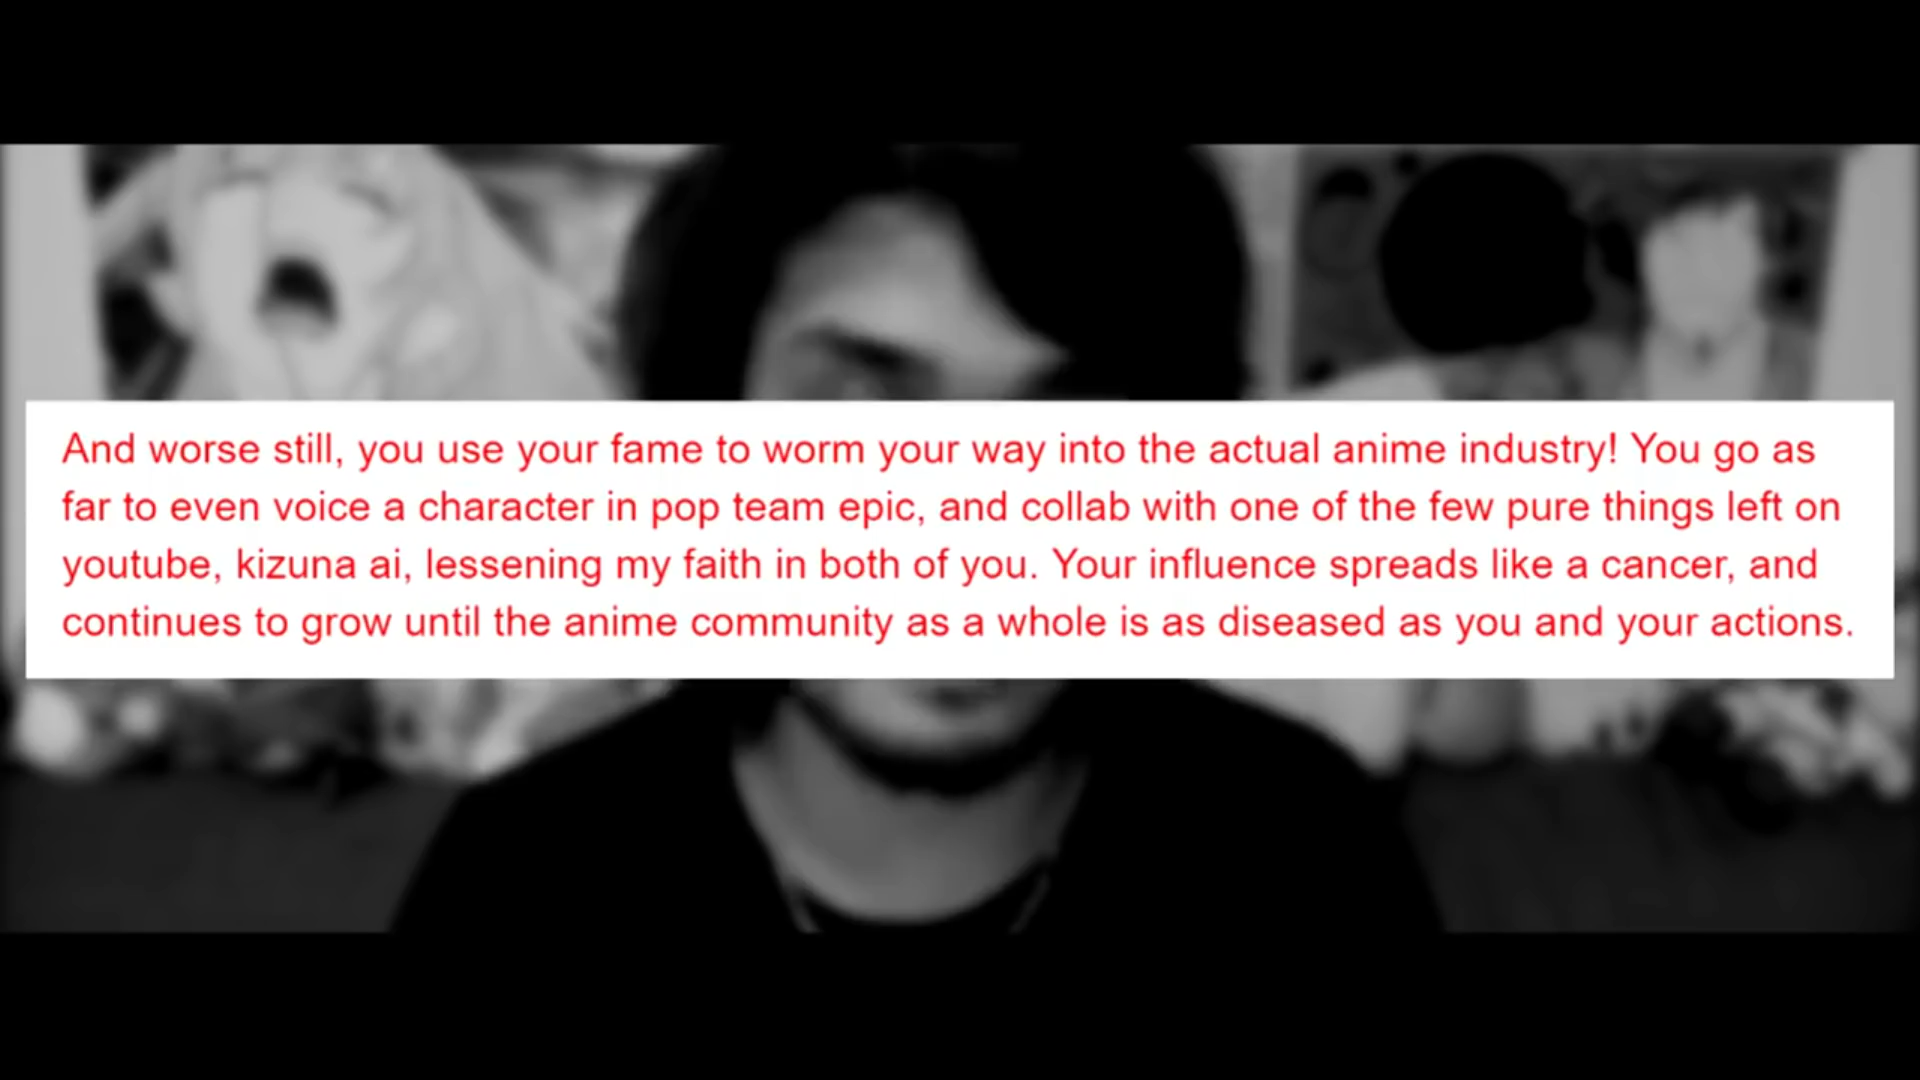 And worse still, you use your fame to worm your way into the actual anime industry! You go as
far to even voice a character in pop team epic, and collab with one of the few pure things left on
youtube, kizuna ai, lessening my faith in both of you. Your influence spreads like a cancer, and
continues to grow until the anime community as a whole is as diseased as you and your actions.